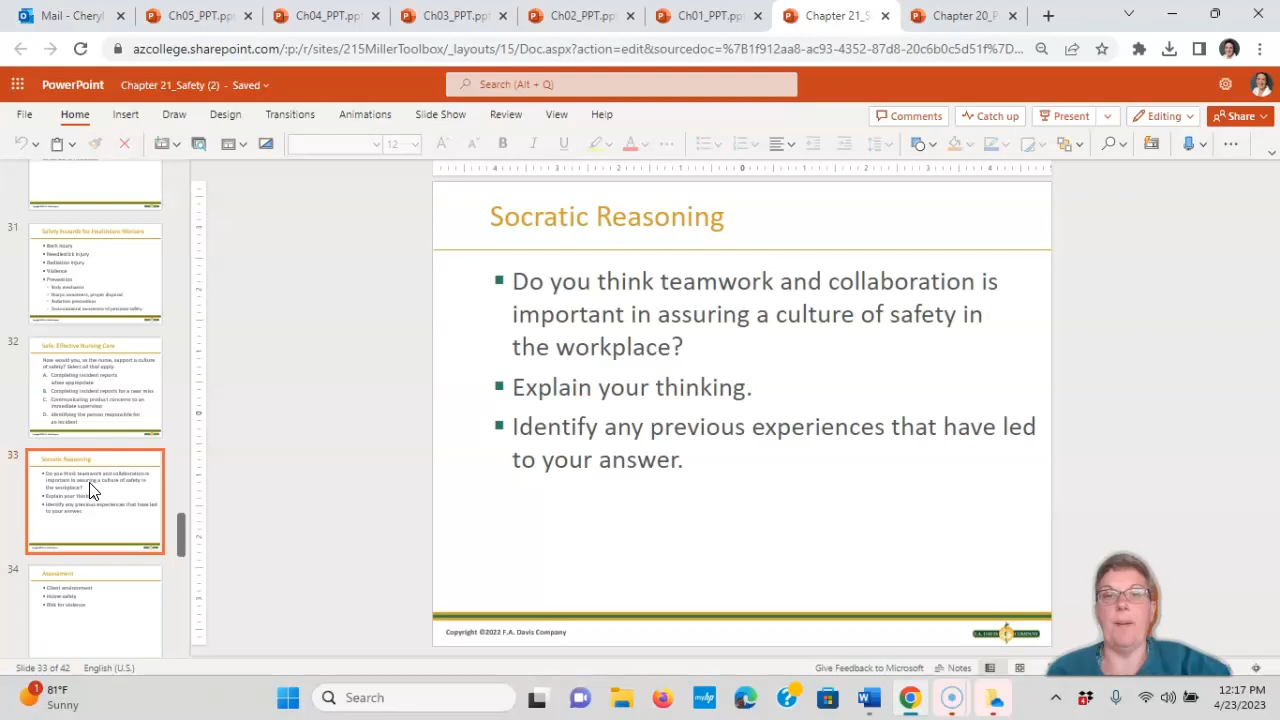 Ch05_PPT.pp
Ch04_PPT.pp
Ch03_PPT.pp
Ch02_PPT.pp
Ch01_PPT.pp
Chapter 21_S
Chapter 20_P
azcollege.sharepoint.com/:p:/r/sites/215MillerToolbox/_layouts/15/Doc.aspx?action=edit&sourcedoc=%7B1f912aa8-ac93-4352-87d8-20c6b0c5d51f%7D...
PowerPoint Chapter 21_Safety (2) - Saved
Search (Alt + Q)
File Home Insert Draw Design Transitions Animations Slide Show Review View Help
Comments Catch up Present Editing Share
12
31
Safety Hazards for Healthcare Workers
Back injury
Needlestick injury
Radiation injury
Violence
Prevention
Body mechanics
Sharps awareness, proper disposal
Radiation precautions
Environmental awareness of personal safety
32
Safe, Effective Nursing Care
How would you, as the nurse, support a culture
of safety? Select all that apply.
A. Completing incident reports
when appropriate
B. Completing incident reports for a near miss
C. Communicating product concerns to an
immediate supervisor
D. Identifying the person responsible for
an incident
33
Socratic Reasoning
Do you think teamwork and collaboration is
important in assuring a culture of safety in
the workplace?
Explain your think
Identify any previous experiences that have led
to your answer.
34
Assessment
Client environment
Home safety
Risk for violence
Socratic Reasoning
Do you think teamwork and collaboration is
important in assuring a culture of safety in
the workplace?
Explain your thinking.
Identify any previous experiences that have led
to your answer.
Copyright ©2022 F.A. Davis Company
F.A. DAVIS COMPANY
Slide 33 of 42 English (U.S.) Give Feedback to Microsoft Notes
1
81°F
Sunny
Search
myhp
12:17 PM
4/23/2023